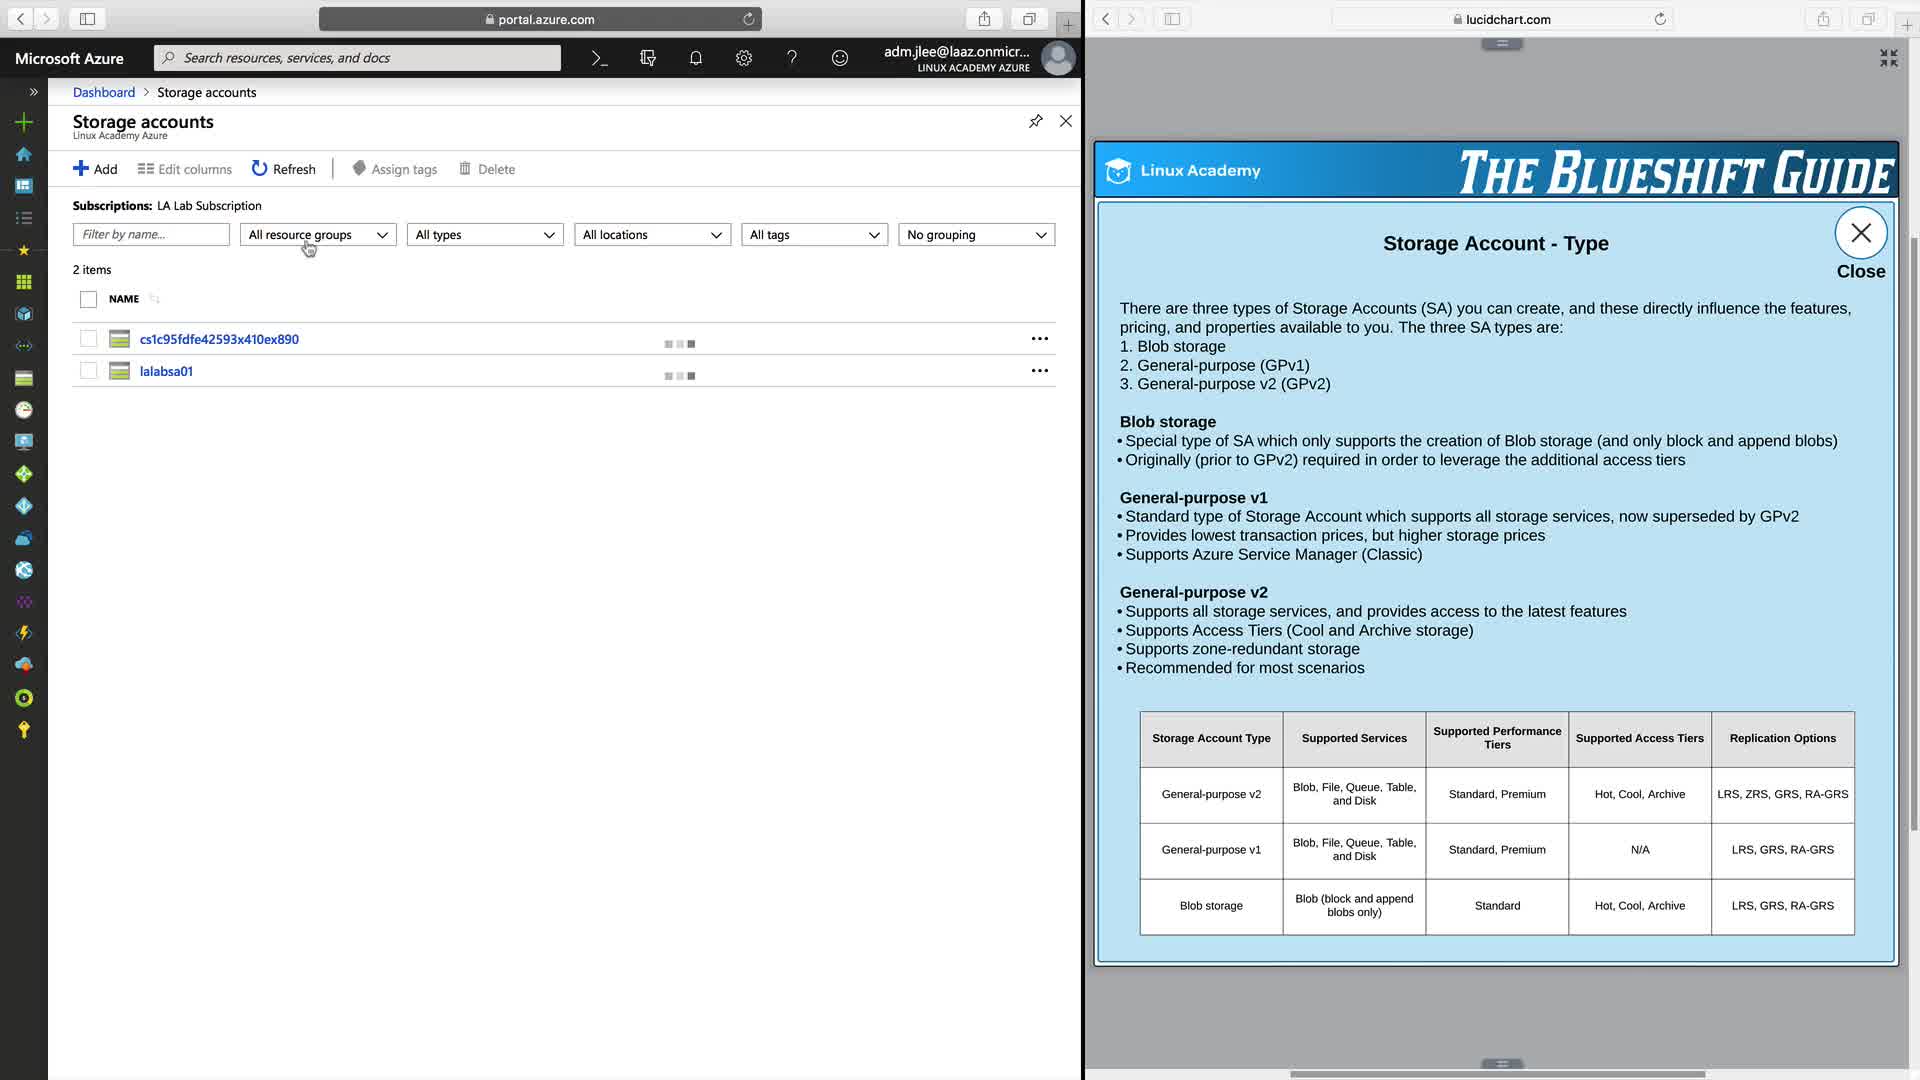 portal.azure.com
Microsoft Azure
Search resources, services, and docs
adm.jlee@laaz.onmicr...
LINUX ACADEMY AZURE
Dashboard > Storage accounts
Storage accounts
Linux Academy Azure
Add
Edit columns
Refresh
Assign tags
Delete
Subscriptions: LA Lab Subscription
Filter by name...
All resource groups
All types
All locations
All tags
No grouping
2 items
NAME
cs1c95fdfe42593x410ex890
lalabsa01
lucidchart.com
Linux Academy
THE BLUESHIFT GUIDE
Storage Account - Type
Close
There are three types of Storage Accounts (SA) you can create, and these directly influence the features,
pricing, and properties available to you. The three SA types are:
1. Blob storage
2. General-purpose (GPv1)
3. General-purpose v2 (GPv2)
Blob storage
• Special type of SA which only supports the creation of Blob storage (and only block and append blobs)
• Originally (prior to GPv2) required in order to leverage the additional access tiers
General-purpose v1
• Standard type of Storage Account which supports all storage services, now superseded by GPv2
• Provides lowest transaction prices, but higher storage prices
• Supports Azure Service Manager (Classic)
General-purpose v2
• Supports all storage services, and provides access to the latest features
• Supports Access Tiers (Cool and Archive storage)
• Supports zone-redundant storage
• Recommended for most scenarios
Storage Account Type
Supported Services
Supported Performance
Tiers
Supported Access Tiers
Replication Options
General-purpose v2
Blob, File, Queue, Table,
and Disk
Standard, Premium
Hot, Cool, Archive
LRS, ZRS, GRS, RA-GRS
General-purpose v1
Blob, File, Queue, Table,
and Disk
Standard, Premium
N/A
LRS, GRS, RA-GRS
Blob storage
Blob (block and append
blobs only)
Standard
Hot, Cool, Archive
LRS, GRS, RA-GRS